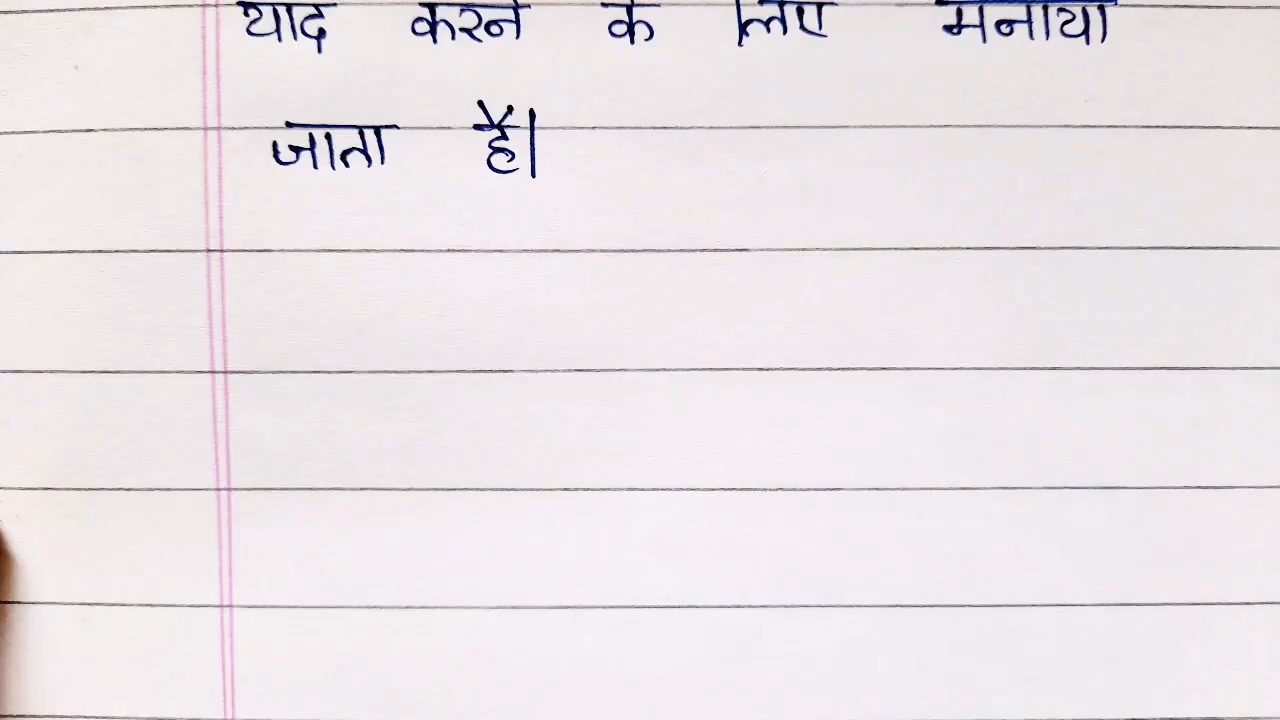 याद करने के लिए मनाया
जाता है।